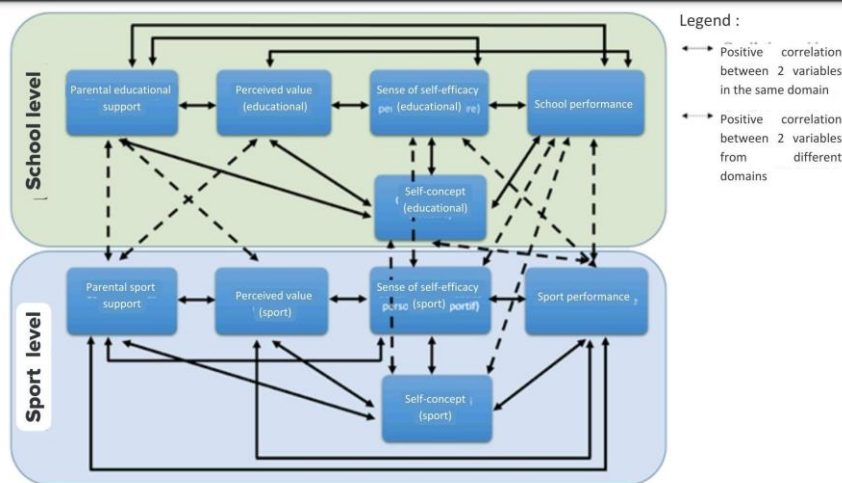 Legend :
Positive correlation
between 2 variables
in the same domain
Positive correlation
between 2 variables
from different
domains
School level
Parental educational
support
Perceived value
(educational)
Sense of self-efficacy
(educational)
School performance
Self-concept
(educational)
Sport level
Parental sport
support
Perceived value
(sport)
Sense of self-efficacy
perso (sport) portif)
Sport performance
Self-concept
(sport)